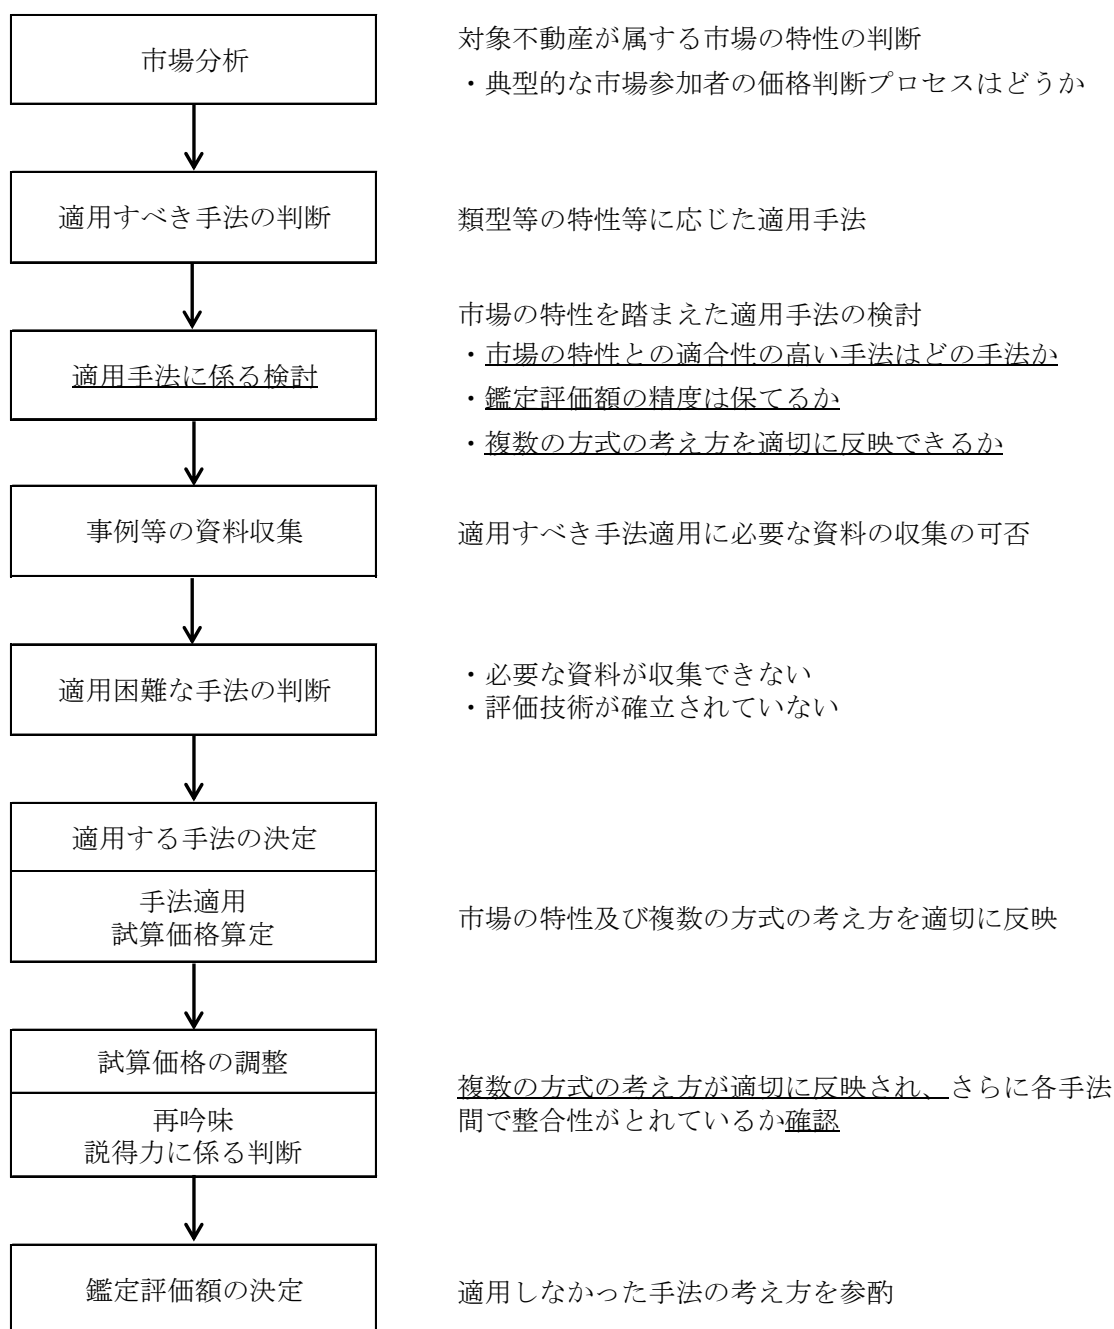 市場分析
対象不動産が属する市場の特性の判断
・典型的な市場参加者の価格判断プロセスはどうか
適用すべき手法の判断
類型等の特性等に応じた適用手法
適用手法に係る検討
市場の特性を踏まえた適用手法の検討
・市場の特性との適合性の高い手法はどの手法か
・鑑定評価額の精度は保てるか
・複数の方式の考え方を適切に反映できるか
事例等の資料収集
適用すべき手法適用に必要な資料の収集の可否
適用困難な手法の判断
・必要な資料が収集できない
・評価技術が確立されていない
適用する手法の決定
手法適用
試算価格算定
市場の特性及び複数の方式の考え方を適切に反映
試算価格の調整
再吟味
説得力に係る判断
複数の方式の考え方が適切に反映され、さらに各手法
間で整合性がとれているか確認
鑑定評価額の決定
適用しなかった手法の考え方を参酌